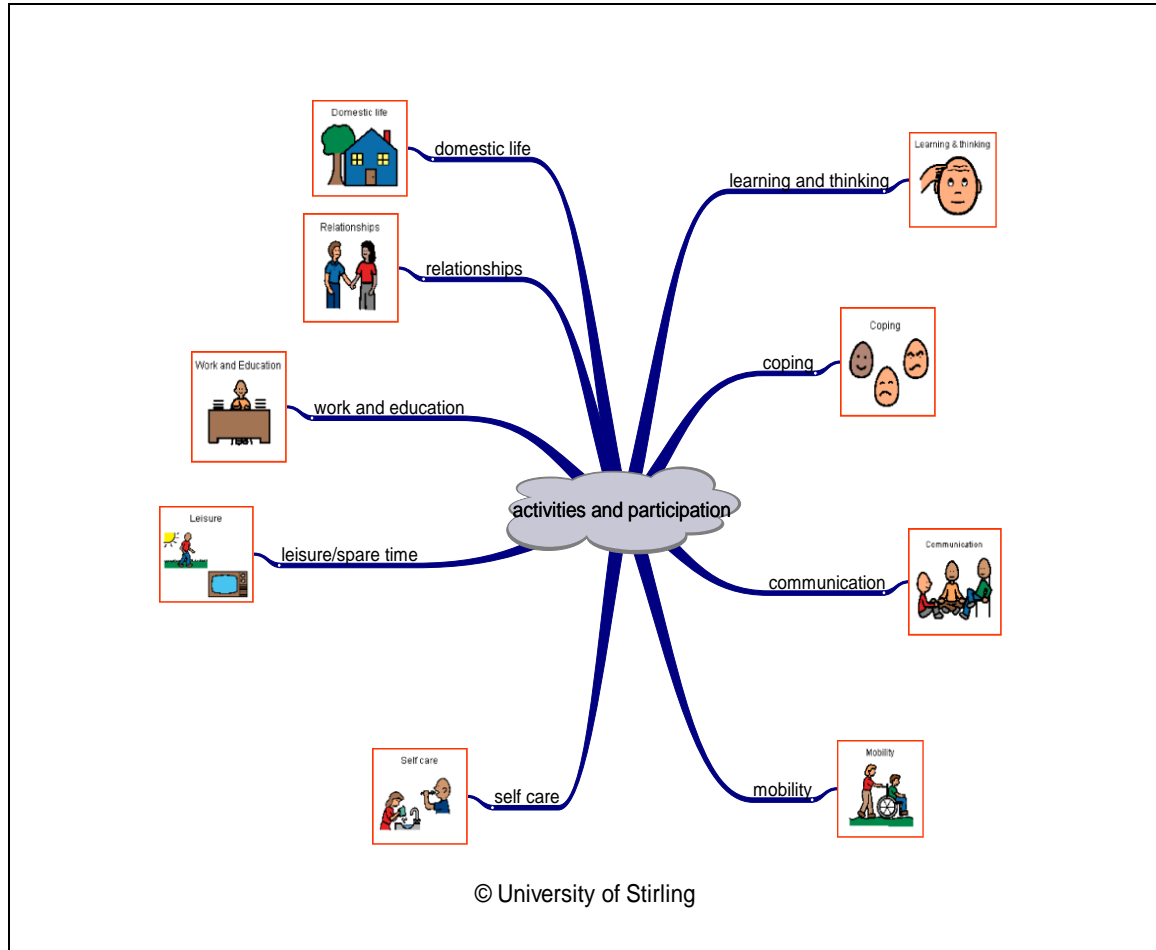 Domestic life
domestic life
Learning & thinking
learning and thinking
Relationships
relationships
Coping
coping
Work and Education
work and education
activities and participation
Leisure
leisure/spare time
Communication
communication
Self care
self care
Mobility
mobility
© University of Stirling